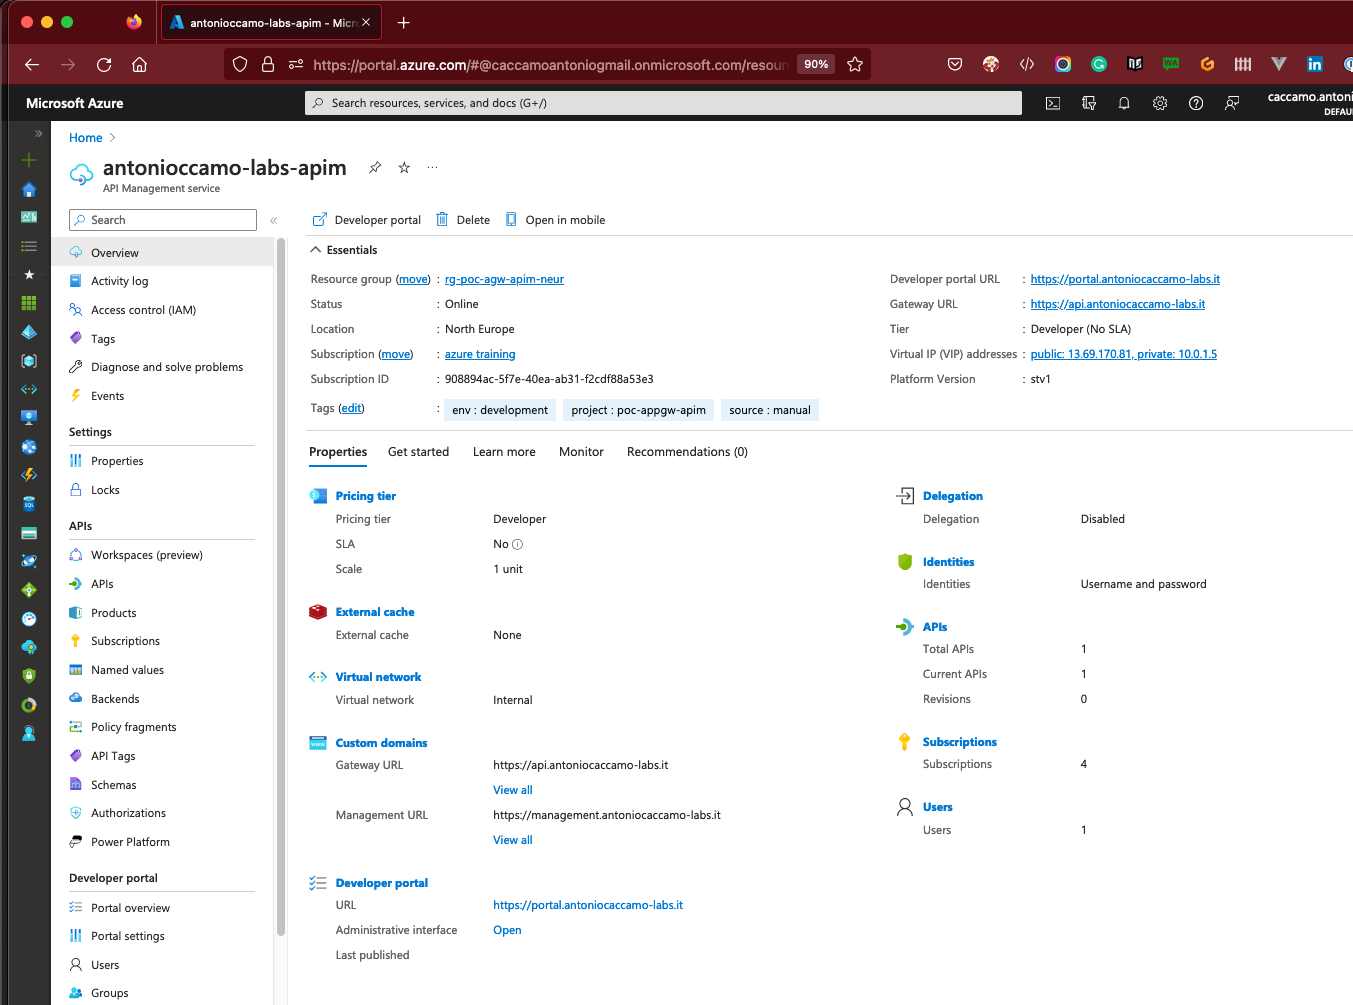 antonioccamo-labs-apim - Micr
https://portal.azure.com/#@caccamoantoniogmail.onmicrosoft.com/resour
90%
Microsoft Azure
Search resources, services, and docs (G+/)
caccamo.antoni
DEFAU
Home
antonioccamo-labs-apim
API Management service
Search
Overview
Activity log
Access control (IAM)
Tags
Diagnose and solve problems
Events
Settings
Properties
Locks
APIs
Workspaces (preview)
APIs
Products
Subscriptions
Named values
Backends
Policy fragments
API Tags
Schemas
Authorizations
Power Platform
Developer portal
Portal overview
Portal settings
Users
Groups
Developer portal
Delete
Open in mobile
Essentials
Resource group (move) : rg-poc-agw-apim-neur
Status : Online
Location : North Europe
Subscription (move) : azure training
Subscription ID : 908894ac-5f7e-40ea-ab31-f2cdf88a53e3
Tags (edit) : env : development project : poc-appgw-apim source : manual
Developer portal URL : https://portal.antoniocaccamo-labs.it
Gateway URL : https://api.antoniocaccamo-labs.it
Tier : Developer (No SLA)
Virtual IP (VIP) addresses : public: 13.69.170.81, private: 10.0.1.5
Platform Version : stv1
Properties Get started Learn more Monitor Recommendations (0)
Pricing tier
Pricing tier Developer
SLA No
Scale 1 unit
External cache
External cache None
Virtual network
Virtual network Internal
Custom domains
Gateway URL https://api.antoniocaccamo-labs.it
View all
Management URL https://management.antoniocaccamo-labs.it
View all
Developer portal
URL https://portal.antoniocaccamo-labs.it
Administrative interface Open
Last published
Delegation
Delegation Disabled
Identities
Identities Username and password
APIs
Total APIs 1
Current APIs 1
Revisions 0
Subscriptions
Subscriptions 4
Users
Users 1